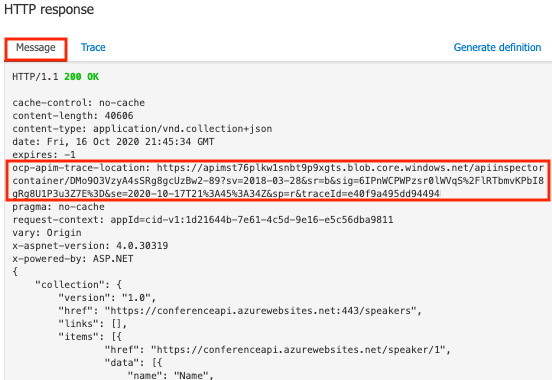 HTTP response
Message Trace Generate definition
HTTP/1.1 200 OK
cache-control: no-cache
content-length: 40606
content-type: application/vnd.collection+json
date: Fri, 16 Oct 2020 21:45:34 GMT
expires: -1
ocp-apim-trace-location: https://apimst76plkw1snbt9p9xgts.blob.core.windows.net/apiinspector
container/DMo9O3VzyA4sSRg8gcUzBw2-89?sv=2018-03-28&sr=b&sig=6IPnWCPWPzsr0lWVqS%2FlRTbmvKPbI8
gRg8U1P3u3Z7E%3D&se=2020-10-17T21%3A45%3A34Z&sp=r&traceId=e40f9a495dd94494
pragma: no-cache
request-context: appId=cid-v1:1d21644b-7e61-4c5d-9e16-e5c56dba9811
vary: Origin
x-aspnet-version: 4.0.30319
x-powered-by: ASP.NET
{
"collection": {
"version": "1.0",
"href": "https://conferenceapi.azurewebsites.net:443/speakers",
"links": [],
"items": [{
"href": "https://conferenceapi.azurewebsites.net/speaker/1",
"data": [{
"name": "Name",